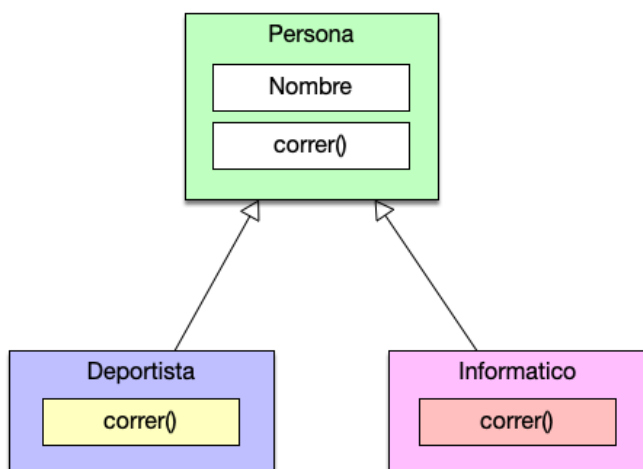 Persona
Nombre
correr()
Deportista
correr()
Informatico
correr()